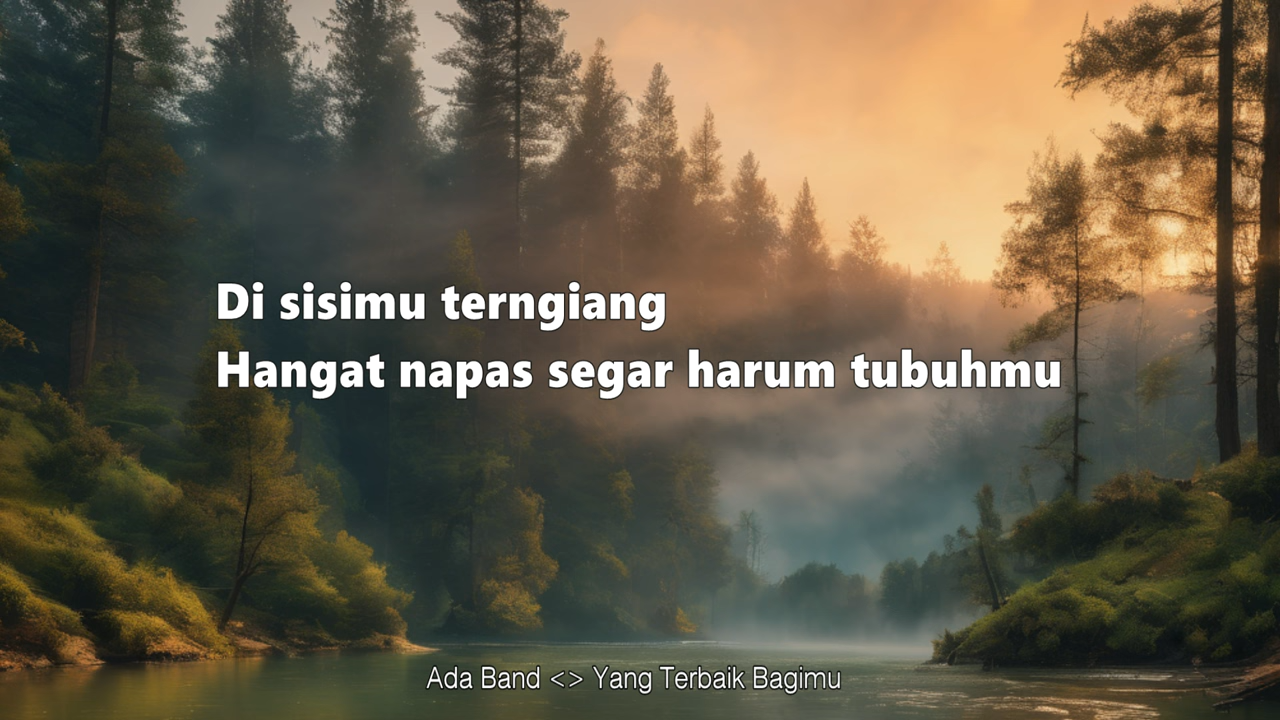 Di sisimu terngiang
Hangat napas segar harum tubuhmu
Ada Band <> Yang Terbaik Bagimu